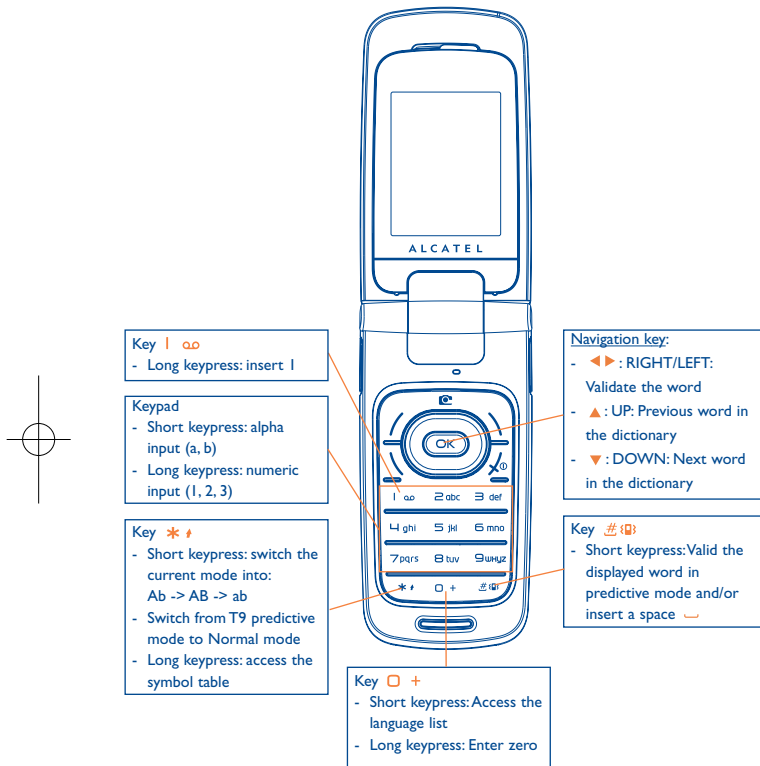 ALCATEL
Key 1
- Long keypress: insert 1
Keypad
- Short keypress: alpha
input (a, b)
- Long keypress: numeric
input (1, 2, 3)
Key *
- Short keypress: switch the
current mode into:
Ab -> AB -> ab
- Switch from T9 predictive
mode to Normal mode
- Long keypress: access the
symbol table
Navigation key:
- ◀ ▶ : RIGHT/LEFT:
Validate the word
- ▲ : UP: Previous word in
the dictionary
- ▼ : DOWN: Next word
in the dictionary
Key #
- Short keypress: Valid the
displayed word in
predictive mode and/or
insert a space ⎵
OK
1 2 abc 3 def
4 ghi 5 jkl 6 mno
7 pqrs 8 tuv 9 wxyz
* 0 + #
Key 0 +
- Short keypress: Access the
language list
- Long keypress: Enter zero